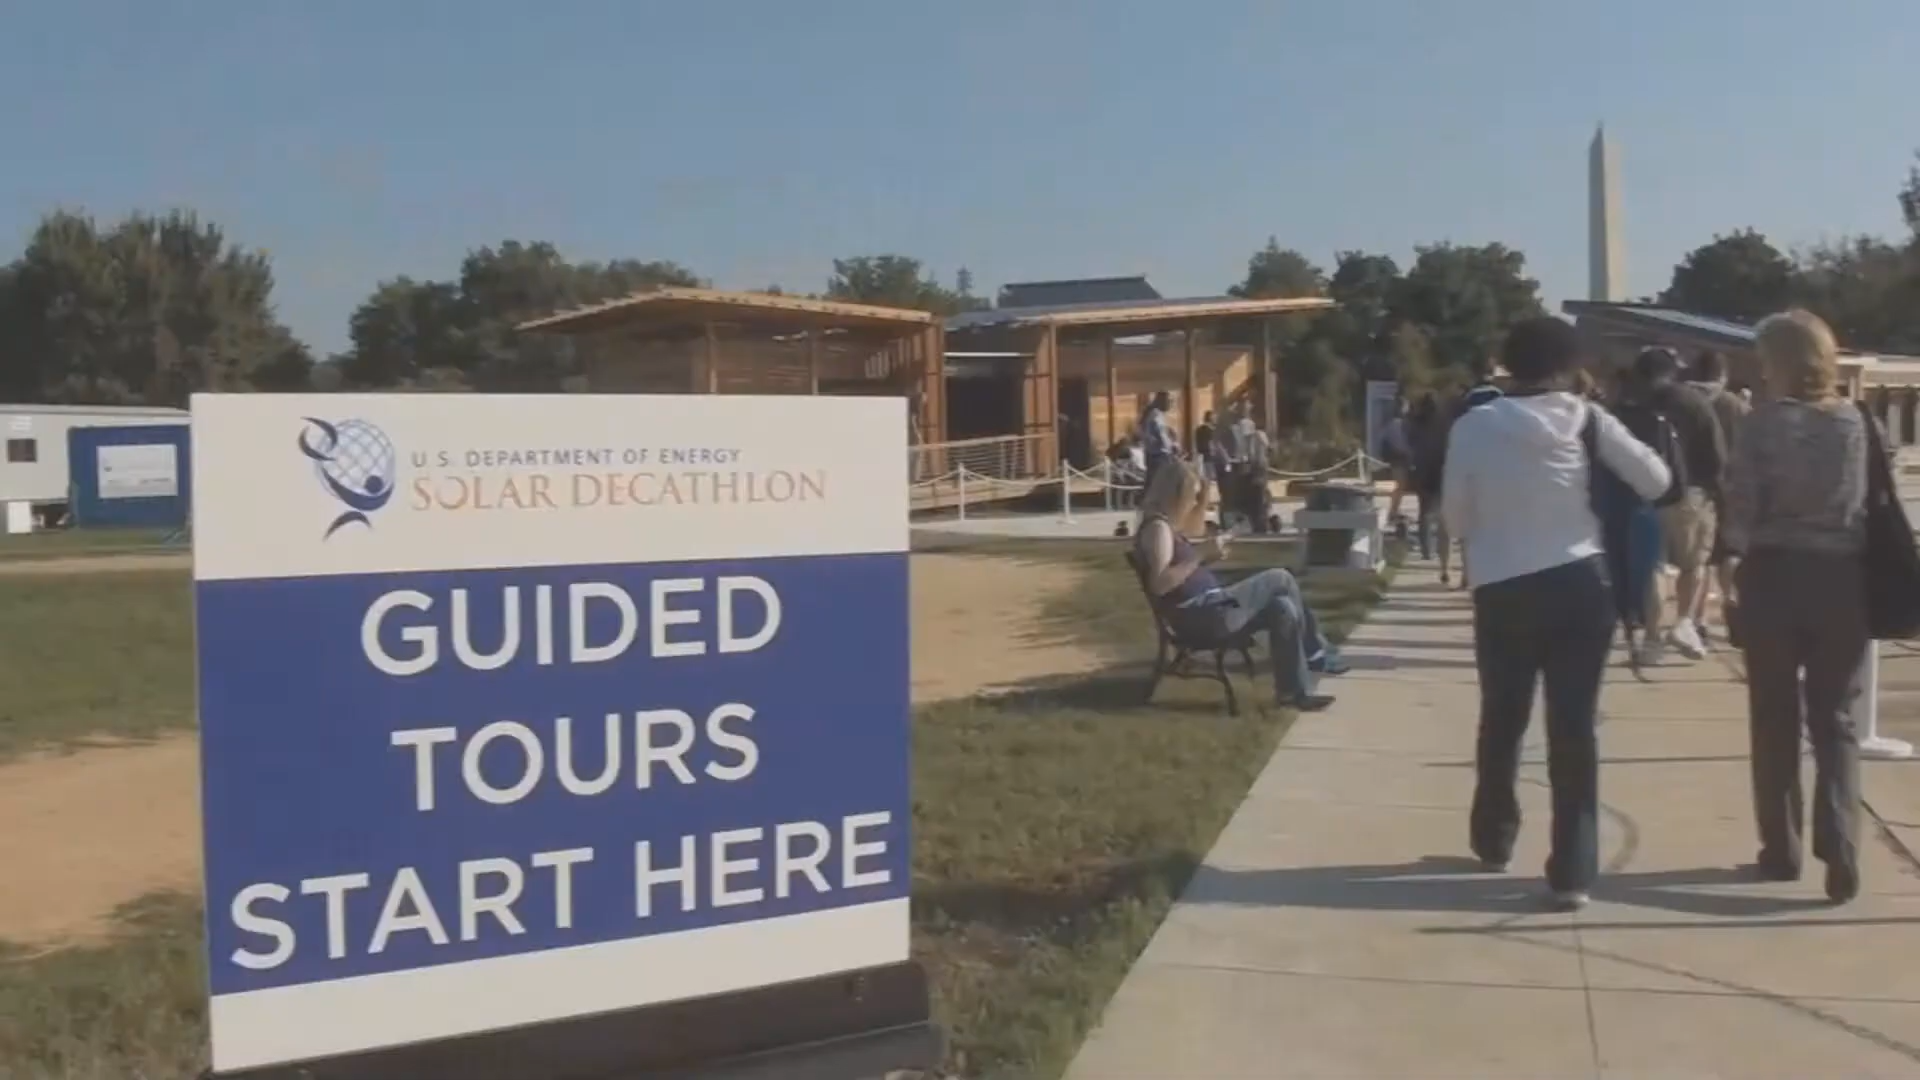 U.S. DEPARTMENT OF ENERGY
SOLAR DECATHLON
GUIDED
TOURS
START HERE